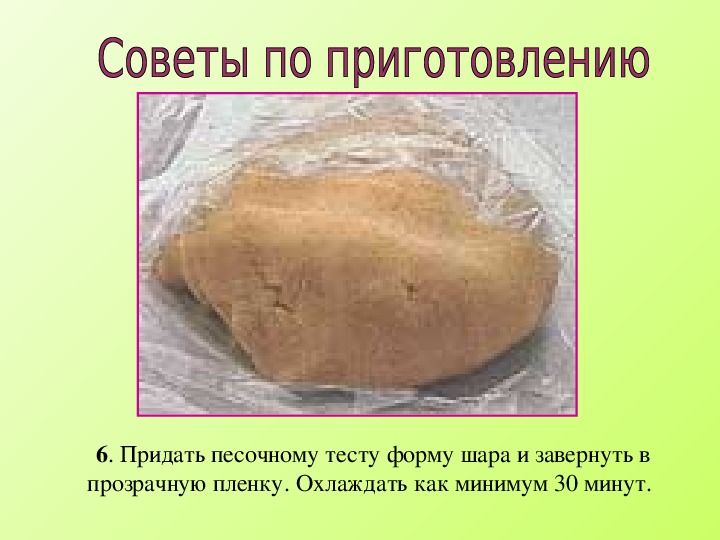 Советы по приготовлению
6. Придать песочному тесту форму шара и завернуть в
прозрачную пленку. Охлаждать как минимум 30 минут.